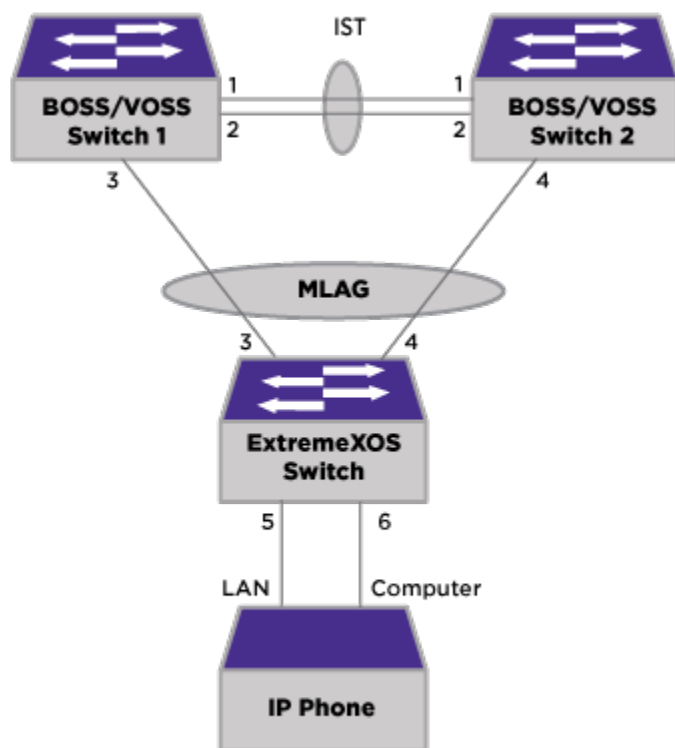 IST
BOSS/VOSS
Switch 1
1
2
1
2
BOSS/VOSS
Switch 2
3
4
MLAG
3
4
ExtremeXOS
Switch
5
6
LAN
Computer
IP Phone